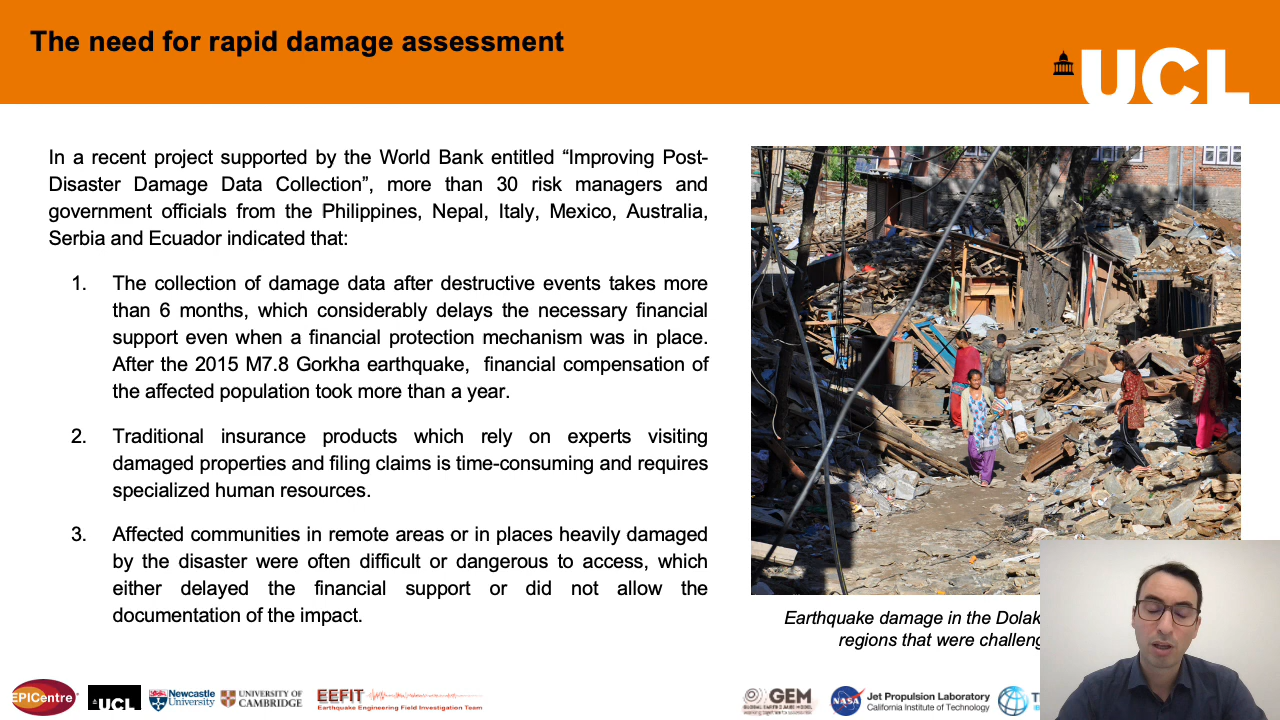 The need for rapid damage assessment
UCL
In a recent project supported by the World Bank entitled “Improving Post-
Disaster Damage Data Collection”, more than 30 risk managers and
government officials from the Philippines, Nepal, Italy, Mexico, Australia,
Serbia and Ecuador indicated that:
1. The collection of damage data after destructive events takes more
than 6 months, which considerably delays the necessary financial
support even when a financial protection mechanism was in place.
After the 2015 M7.8 Gorkha earthquake, financial compensation of
the affected population took more than a year.
2. Traditional insurance products which rely on experts visiting
damaged properties and filing claims is time-consuming and requires
specialized human resources.
3. Affected communities in remote areas or in places heavily damaged
by the disaster were often difficult or dangerous to access, which
either delayed the financial support or did not allow the
documentation of the impact.
Earthquake damage in the
regions that were
EPICentre
UCL
Newcastle
University
UNIVERSITY OF
CAMBRIDGE
EEFIT
Earthquake Engineering Field Investigation Team
GEM
GLOBAL EARTHQUAKE MODEL
NASA
Jet Propulsion Laboratory
California Institute of Technology